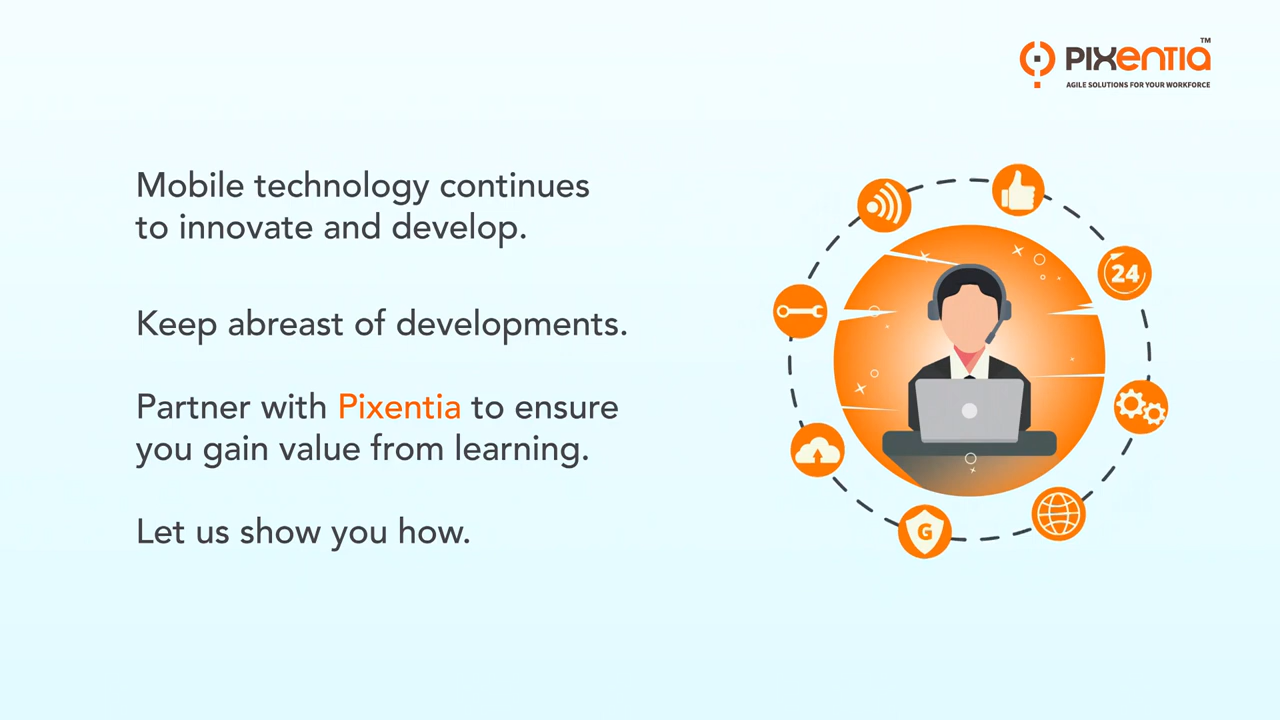 PIXENTIA™
AGILE SOLUTIONS FOR YOUR WORKFORCE
Mobile technology continues
to innovate and develop.
Keep abreast of developments.
Partner with Pixentia to ensure
you gain value from learning.
Let us show you how.
24
G